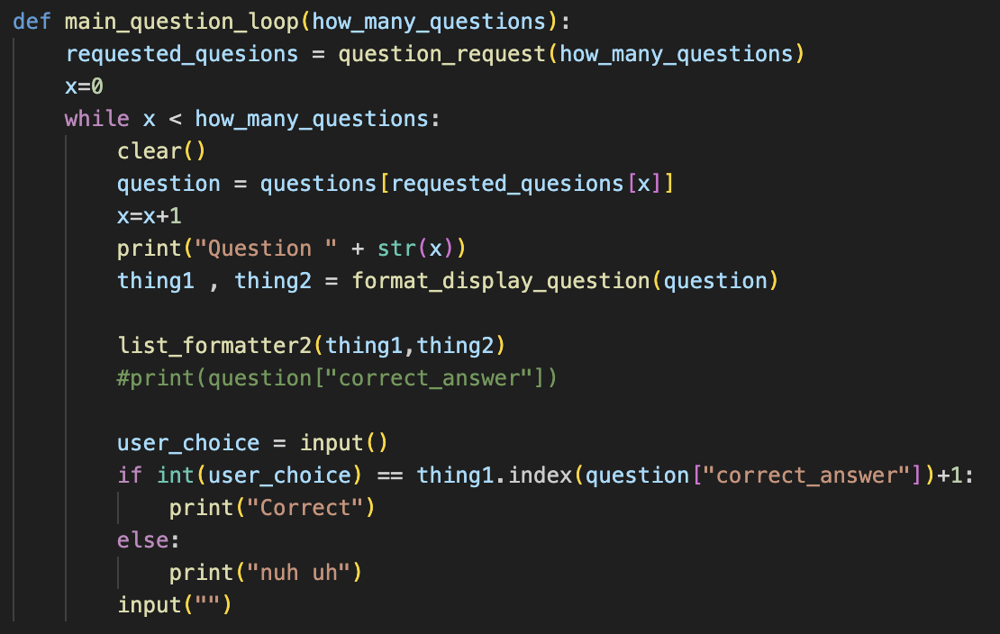 def main_question_loop(how_many_questions):
    requested_quesions = question_request(how_many_questions)
    x=0
    while x < how_many_questions:
        clear()
        question = questions[requested_quesions[x]]
        x=x+1
        print("Question " + str(x))
        thing1 , thing2 = format_display_question(question)

        list_formatter2(thing1,thing2)
        #print(question["correct_answer"])

        user_choice = input()
        if int(user_choice) == thing1.index(question["correct_answer"])+1:
            print("Correct")
        else:
            print("nuh uh")
        input("")